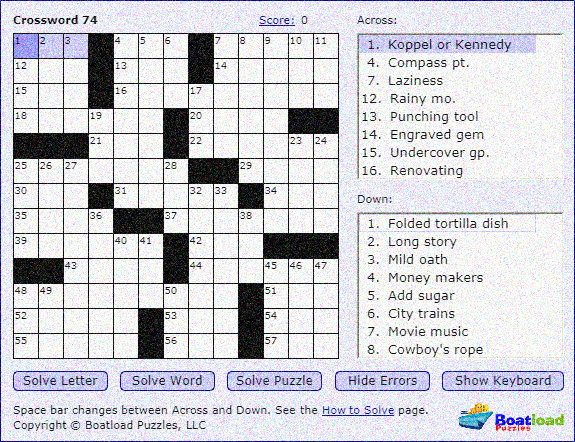 Crossword 74 Score: 0
1 2 3 4 5 6 7 8 9 10 11
12 13 14
15 16 17
18 19 20
21 22 23 24
25 26 27 28 29
30 31 32 33 34
35 36 37 38
39 40 41 42
43 44 45 46 47
48 49 50 51
52 53 54
55 56 57
Across:
1. Koppel or Kennedy
4. Compass pt.
7. Laziness
12. Rainy mo.
13. Punching tool
14. Engraved gem
15. Undercover gp.
16. Renovating
Down:
1. Folded tortilla dish
2. Long story
3. Mild oath
4. Money makers
5. Add sugar
6. City trains
7. Movie music
8. Cowboy's rope
Solve Letter Solve Word Solve Puzzle Hide Errors Show Keyboard
Space bar changes between Across and Down. See the How to Solve page.
Copyright © Boatload Puzzles, LLC
Boatload
Puzzles